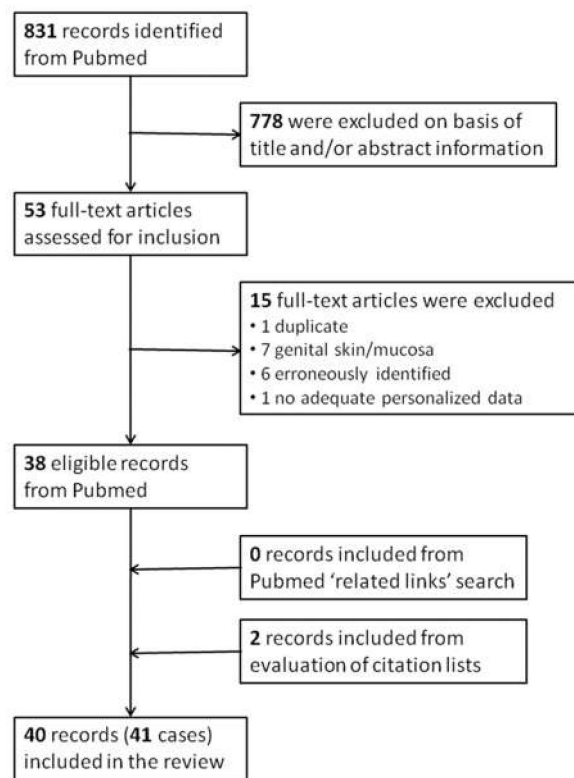 831 records identified
from Pubmed
778 were excluded on basis of
title and/or abstract information
53 full-text articles
assessed for inclusion
15 full-text articles were excluded
• 1 duplicate
• 7 genital skin/mucosa
• 6 erroneously identified
• 1 no adequate personalized data
38 eligible records
from Pubmed
0 records included from
Pubmed ‘related links’ search
2 records included from
evaluation of citation lists
40 records (41 cases)
included in the review